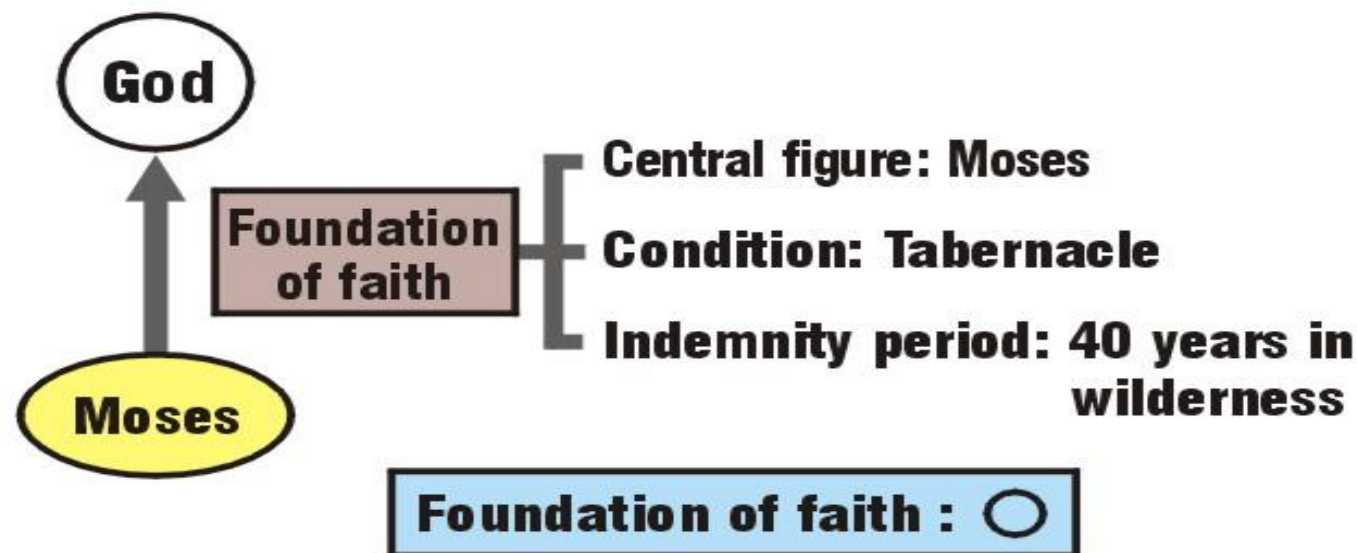 God
Foundation
of faith
Central figure: Moses
Condition: Tabernacle
Indemnity period: 40 years in
wilderness
Moses
Foundation of faith : ○